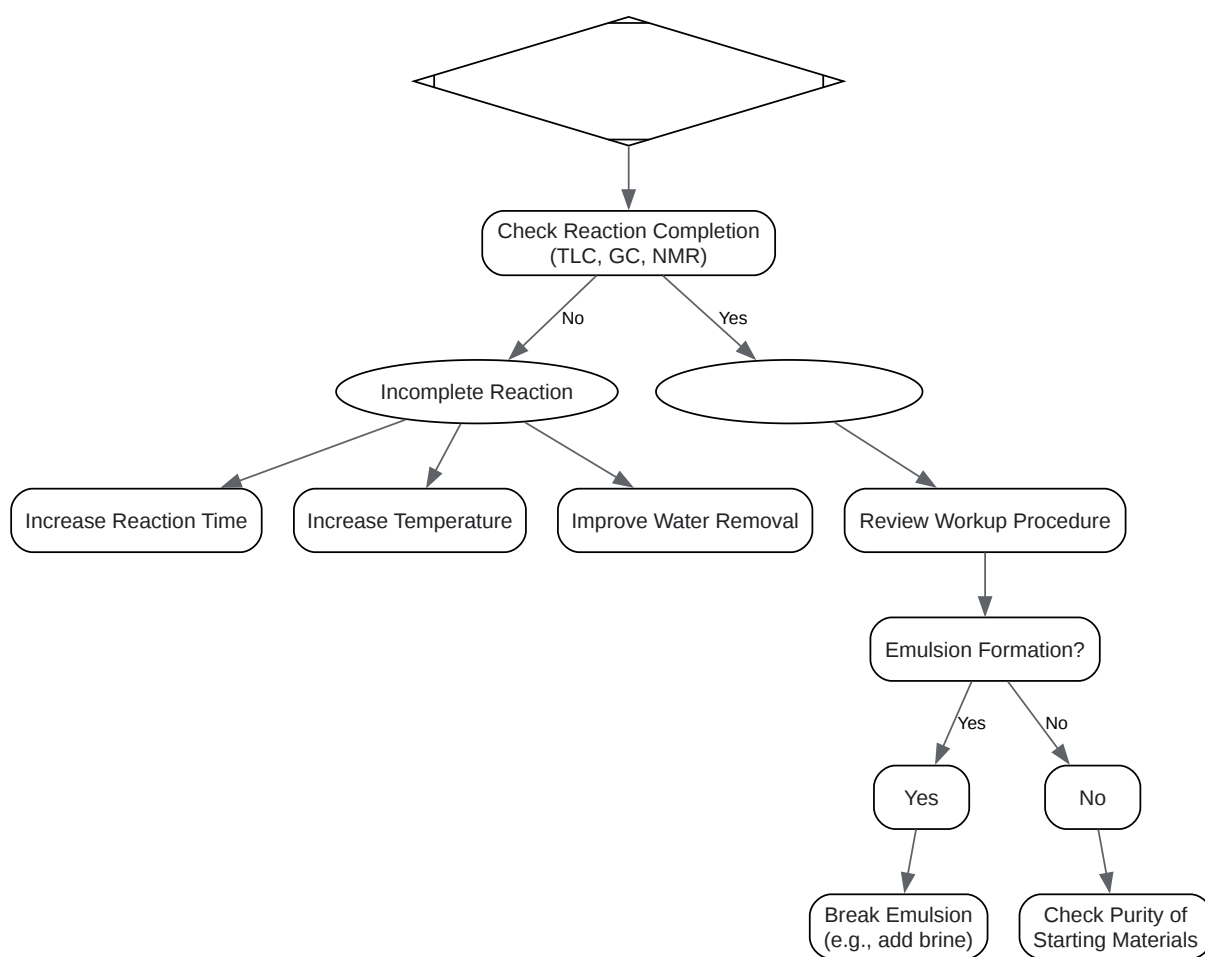 Check Reaction Completion
(TLC, GC, NMR)
No
Yes
Incomplete Reaction
Increase Reaction Time
Increase Temperature
Improve Water Removal
Review Workup Procedure
Emulsion Formation?
Yes
No
Yes
No
Break Emulsion
(e.g., add brine)
Check Purity of
Starting Materials